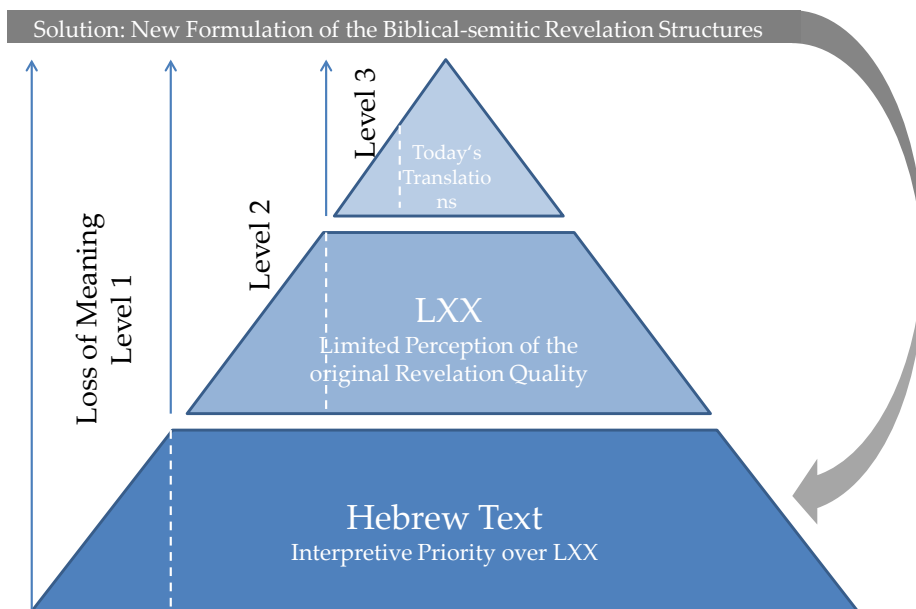 Solution: New Formulation of the Biblical-semitic Revelation Structures
Level 3
Today‘s
Translatio
ns
Level 2
Loss of Meaning
Level 1
LXX
Limited Perception of the
original Revelation Quality
Hebrew Text
Interpretive Priority over LXX